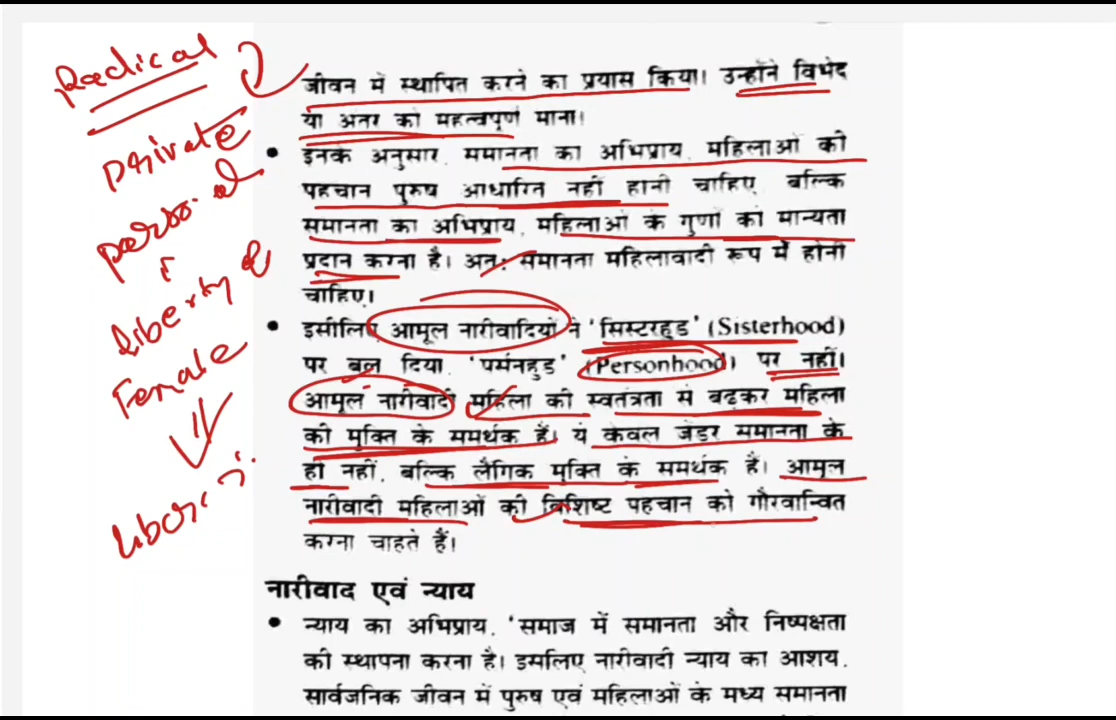 Radical
private
personal
liberty
Female
जीवन में स्थापित करने का प्रयास किया। उन्होंने विभेद
या अंतर को महत्वपूर्ण माना।
• इनके अनुसार, समानता का अभिप्राय, महिलाओं की
पहचान पुरुष आधारित नहीं होनी चाहिए बल्कि
समानता का अभिप्राय, महिलाओं के गुणों को मान्यता
प्रदान करना है। अतः समानता महिलावादी रूप में होनी
चाहिए।
• इसीलिए आमूल नारीवादियों ने 'सिस्टरहुड' (Sisterhood)
पर बल दिया, 'पर्सनहुड' (Personhood) पर नहीं।
आमूल नारीवादी महिला की स्वतंत्रता से बढ़कर महिला
की मुक्ति के समर्थक हैं। ये केवल जेंडर समानता के
ही नहीं, बल्कि लैंगिक मुक्ति के समर्थक हैं। आमूल
नारीवादी महिलाओं की विशिष्ट पहचान को गौरवान्वित
करना चाहते हैं।
नारीवाद एवं न्याय
• न्याय का अभिप्राय, 'समाज में समानता और निष्पक्षता
की स्थापना करना है। इसलिए नारीवादी न्याय का आशय,
सार्वजनिक जीवन में पुरुष एवं महिलाओं के मध्य समानता